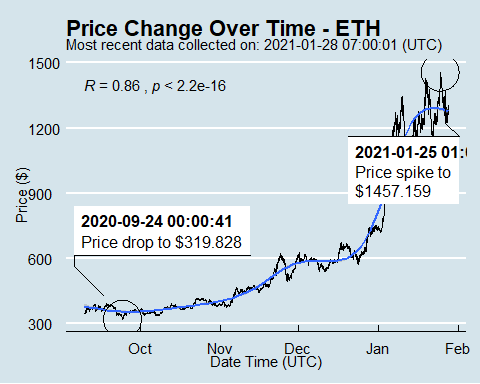 Price Change Over Time - ETH
Most recent data collected on: 2021-01-28 07:00:01 (UTC)
1500
R = 0.86 , p < 2.2e-16
1200
2021-01-25 01:0
Price spike to
$1457.159
900
Price ($)
2020-09-24 00:00:41
Price drop to $319.828
600
300
Oct Nov Dec Jan Feb
Date Time (UTC)